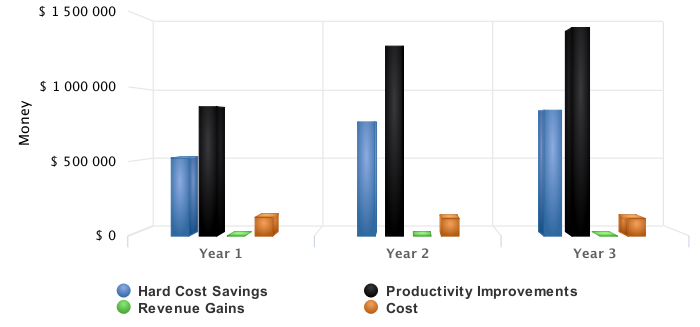 $ 1 500 000
$ 1 000 000
$ 500 000
$ 0
Money
Year 1
Year 2
Year 3
Hard Cost Savings
Productivity Improvements
Revenue Gains
Cost